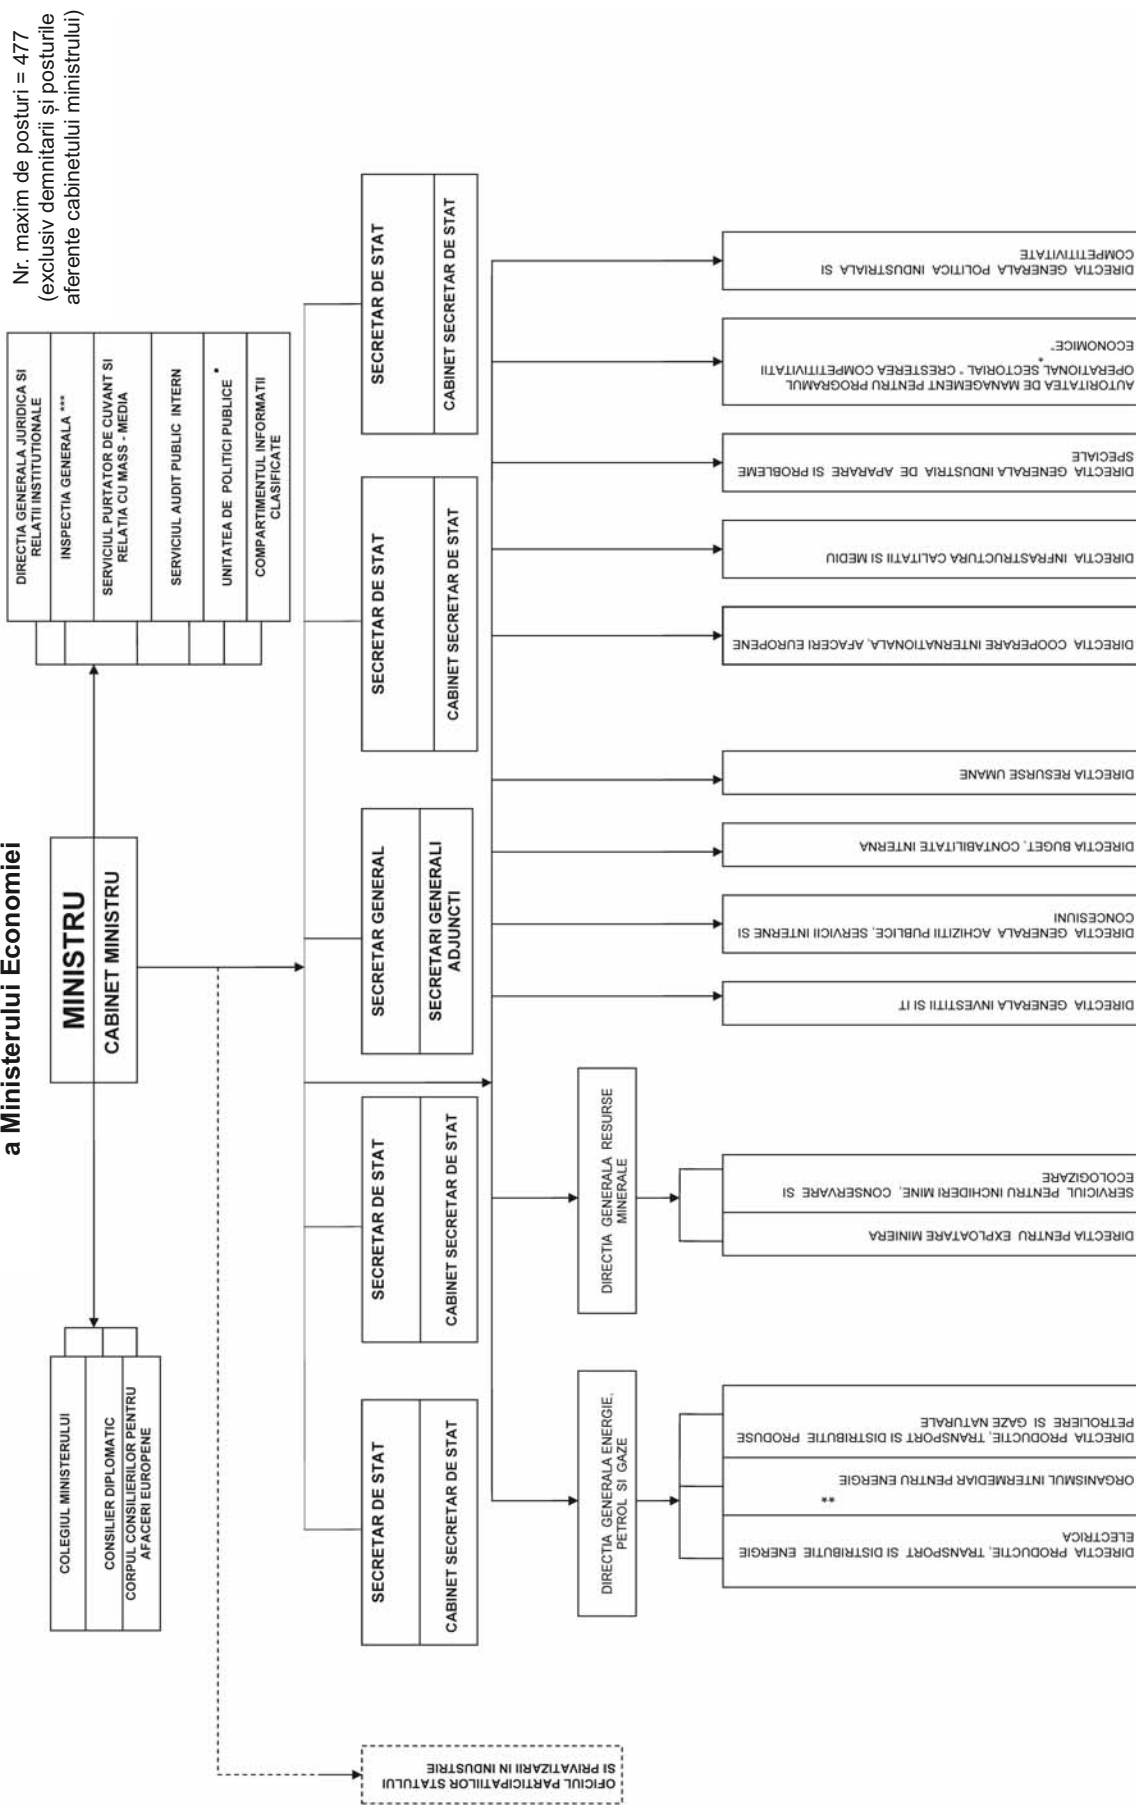 a Ministerului Economiei
Nr. maxim de posturi = 477
(exclusiv demnitarii și posturile
aferente cabinetului ministrului)
COLEGIUL MINISTERULUI
CONSILIER DIPLOMATIC
CORPUL CONSILIERILOR PENTRU
AFACERI EUROPENE
MINISTRU
CABINET MINISTRU
DIRECTIA GENERALA JURIDICA SI
RELATII INSTITUTIONALE
INSPECTIA GENERALA ***
SERVICIUL PURTATOR DE CUVANT SI
RELATIA CU MASS - MEDIA
SERVICIUL AUDIT PUBLIC INTERN
UNITATEA DE POLITICI PUBLICE *
COMPARTIMENTUL INFORMATII
CLASIFICATE
OFICIUL PARTICIPATIILOR STATULUI
SI PRIVATIZARII IN INDUSTRIE
SECRETAR DE STAT
CABINET SECRETAR DE STAT
SECRETAR DE STAT
CABINET SECRETAR DE STAT
SECRETAR GENERAL
SECRETARI GENERALI
ADJUNCTI
SECRETAR DE STAT
CABINET SECRETAR DE STAT
SECRETAR DE STAT
CABINET SECRETAR DE STAT
DIRECTIA GENERALA ENERGIE,
PETROL SI GAZE
DIRECTIA GENERALA RESURSE
MINERALE
DIRECTIA PRODUCTIE, TRANSPORT SI DISTRIBUTIE ENERGIE
ELECTRICA
**
ORGANISMUL INTERMEDIAR PENTRU ENERGIE
DIRECTIA PRODUCTIE, TRANSPORT SI DISTRIBUTIE PRODUSE
PETROLIERE SI GAZE NATURALE
DIRECTIA PENTRU EXPLOATARE MINIERA
SERVICIUL PENTRU INCHIDERI MINE, CONSERVARE SI
ECOLOGIZARE
DIRECTIA GENERALA INVESTITII SI IT
DIRECTIA GENERALA ACHIZITII PUBLICE, SERVICII INTERNE SI
CONCESIUNI
DIRECTIA BUGET, CONTABILITATE INTERNA
DIRECTIA RESURSE UMANE
DIRECTIA COOPERARE INTERNATIONALA, AFACERI EUROPENE
DIRECTIA INFRASTRUCTURA CALITATII SI MEDIU
DIRECTIA GENERALA INDUSTRIA DE APARARE SI PROBLEME
SPECIALE
AUTORITATEA DE MANAGEMENT PENTRU PROGRAMUL
OPERATIONAL SECTORIAL " CRESTEREA COMPETITIVITATII
ECONOMICE" *
DIRECTIA GENERALA POLITICA INDUSTRIALA SI
COMPETITIVITATE